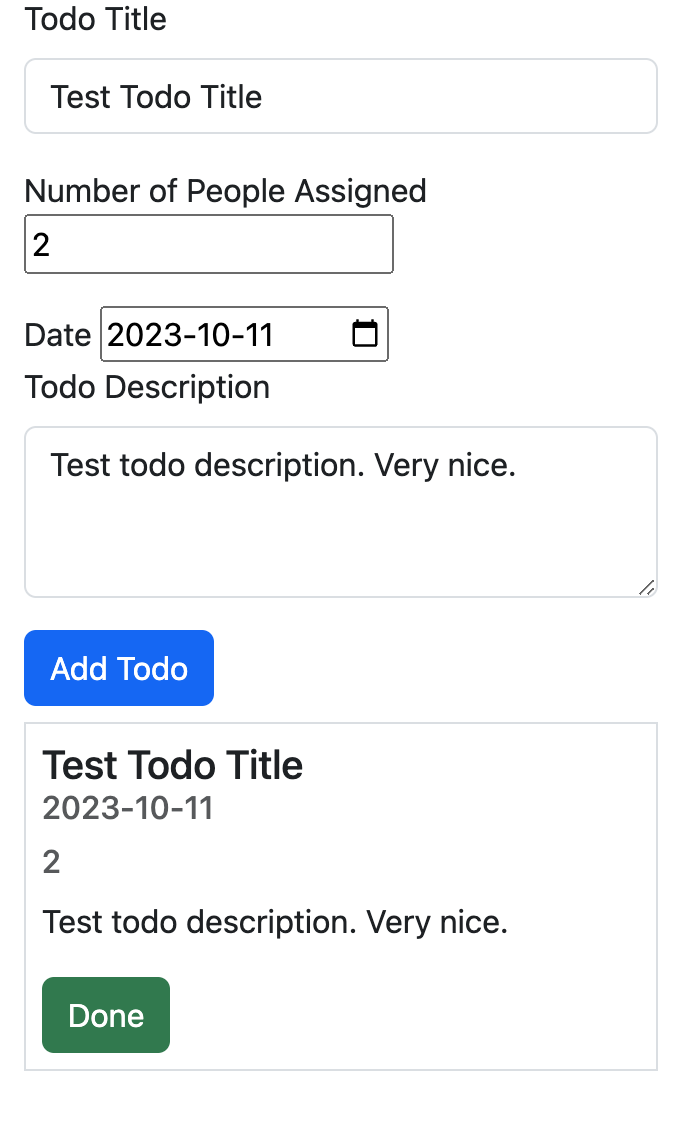 Todo Title
Test Todo Title
Number of People Assigned
2
Date 2023-10-11
Todo Description
Test todo description. Very nice.
Add Todo
Test Todo Title
2023-10-11
2
Test todo description. Very nice.
Done